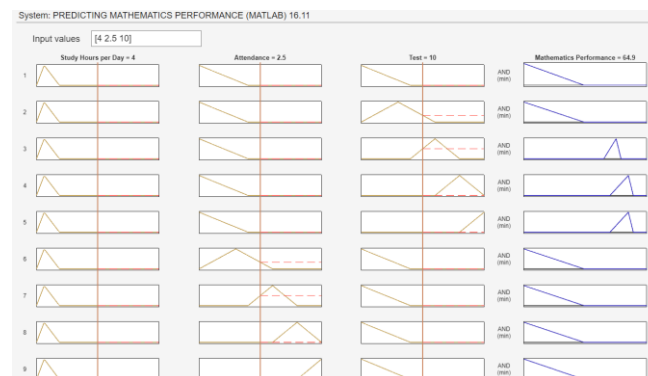 System: PREDICTING MATHEMATICS PERFORMANCE (MATLAB) 16.11
Input values [4 2.5 10]
Study Hours per Day = 4 Attendance = 2.5 Test = 10 Mathematics Performance = 64.9
1 AND (min)
2 AND (min)
3 AND (min)
4 AND (min)
5 AND (min)
6 AND (min)
7 AND (min)
8 AND (min)
9 AND (min)